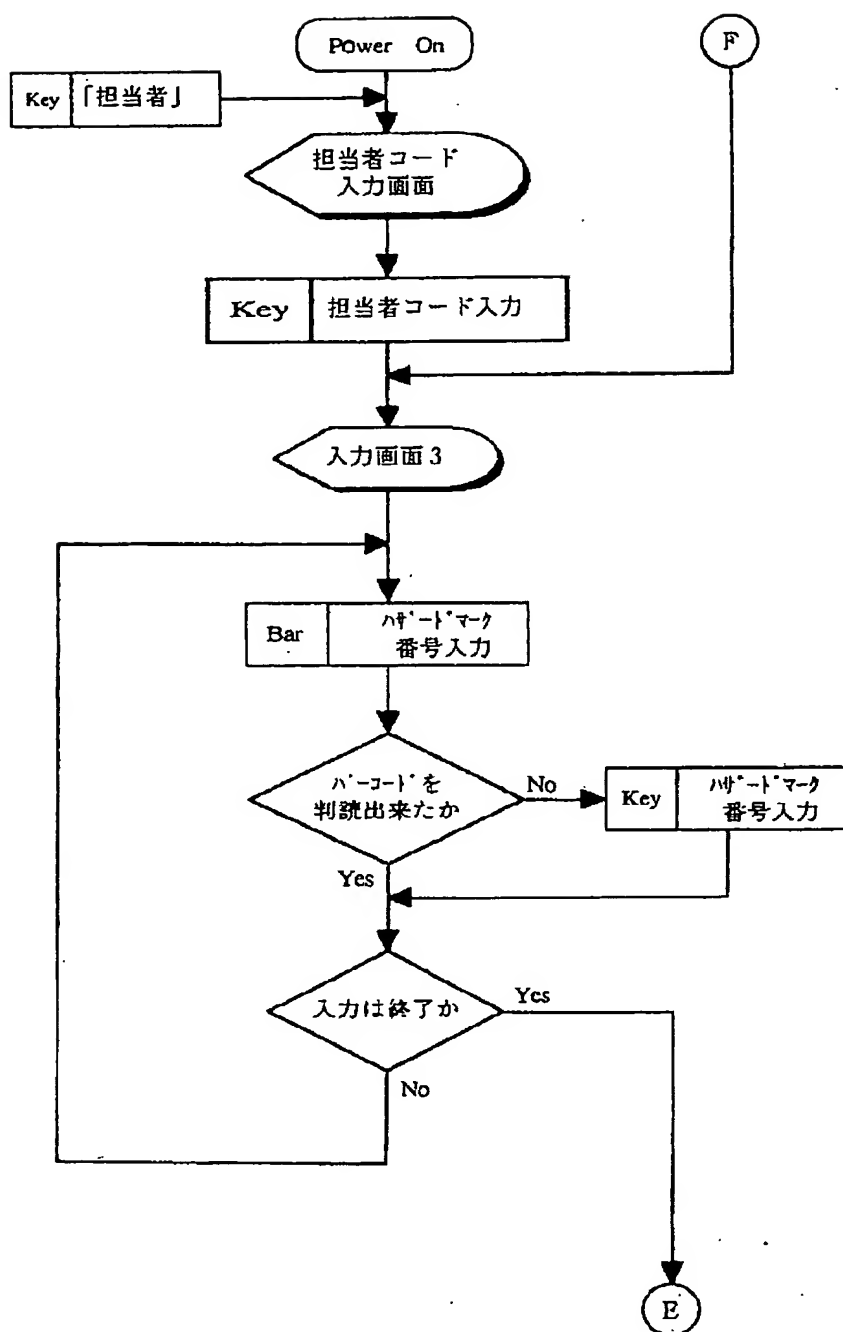 Power On
F
Key 「担当者」
担当者コード
入力画面
Key 担当者コード入力
入力画面3
Bar ﾊｻﾞｰﾄﾞﾏｰｸ
番号入力
ﾊﾞｰｺｰﾄﾞを
判読出来たか
No
Key ﾊｻﾞｰﾄﾞﾏｰｸ
番号入力
Yes
入力は終了か
Yes
No
E